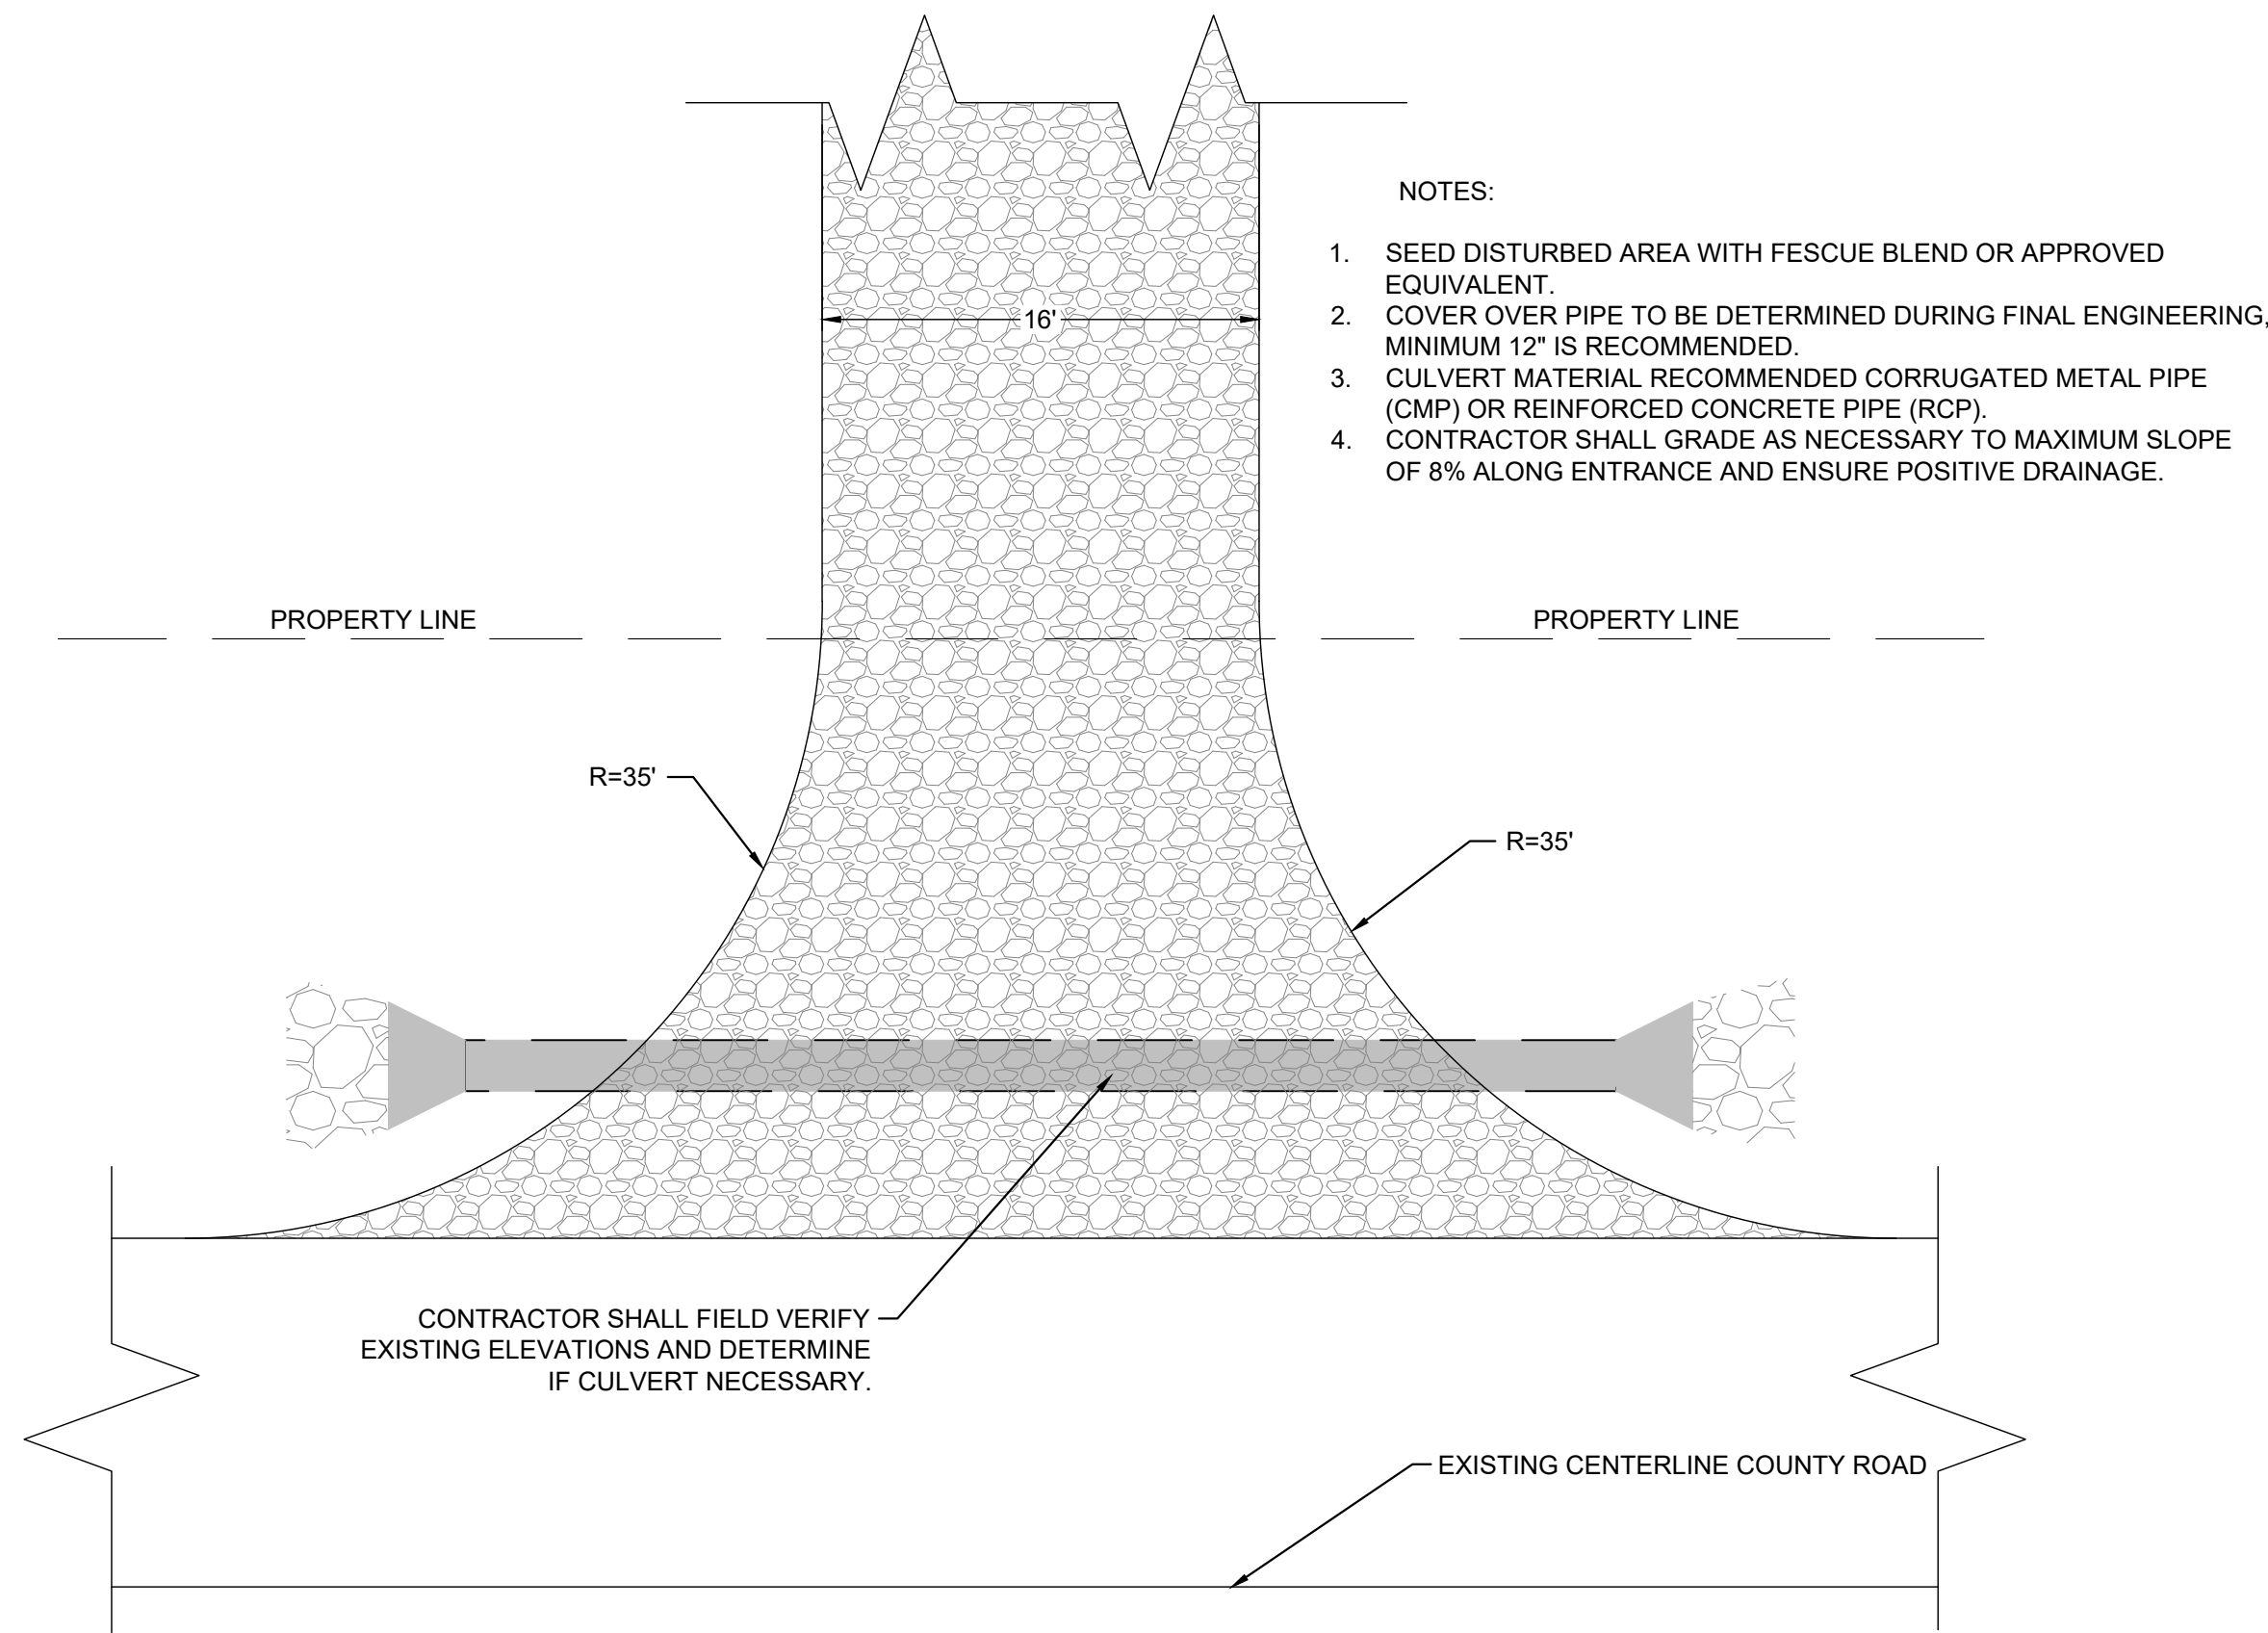 NOTES:
1. SEED DISTURBED AREA WITH FESCUE BLEND OR APPROVED
EQUIVALENT.
2. COVER OVER PIPE TO BE DETERMINED DURING FINAL ENGINEERING,
MINIMUM 12" IS RECOMMENDED.
3. CULVERT MATERIAL RECOMMENDED CORRUGATED METAL PIPE
(CMP) OR REINFORCED CONCRETE PIPE (RCP).
4. CONTRACTOR SHALL GRADE AS NECESSARY TO MAXIMUM SLOPE
OF 8% ALONG ENTRANCE AND ENSURE POSITIVE DRAINAGE.
16'
PROPERTY LINE
PROPERTY LINE
R=35'
R=35'
CONTRACTOR SHALL FIELD VERIFY
EXISTING ELEVATIONS AND DETERMINE
IF CULVERT NECESSARY.
EXISTING CENTERLINE COUNTY ROAD